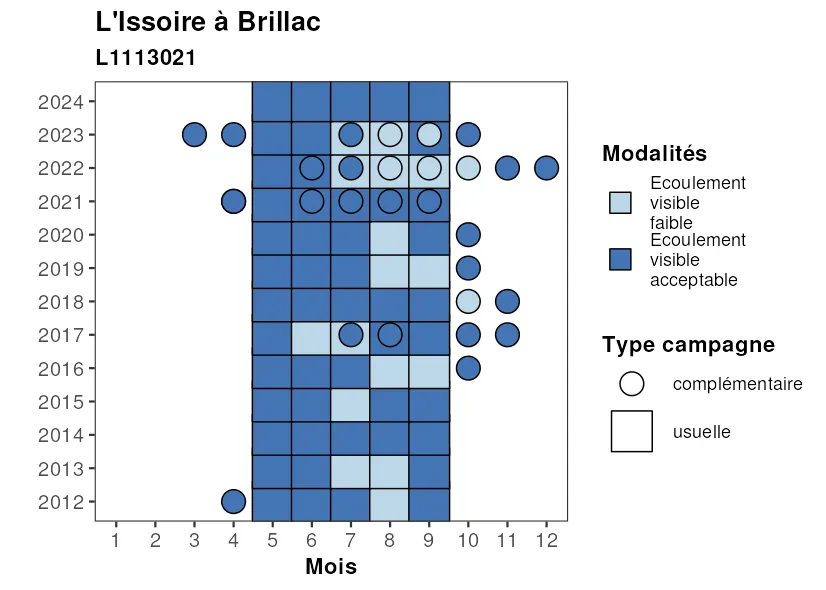 L'Issoire à Brillac
L1113021
2024
2023
2022
2021
2020
2019
2018
2017
2016
2015
2014
2013
2012
1 2 3 4 5 6 7 8 9 10 11 12
Mois
Modalités
Ecoulement
visible
faible
Ecoulement
visible
acceptable
Type campagne
complémentaire
usuelle